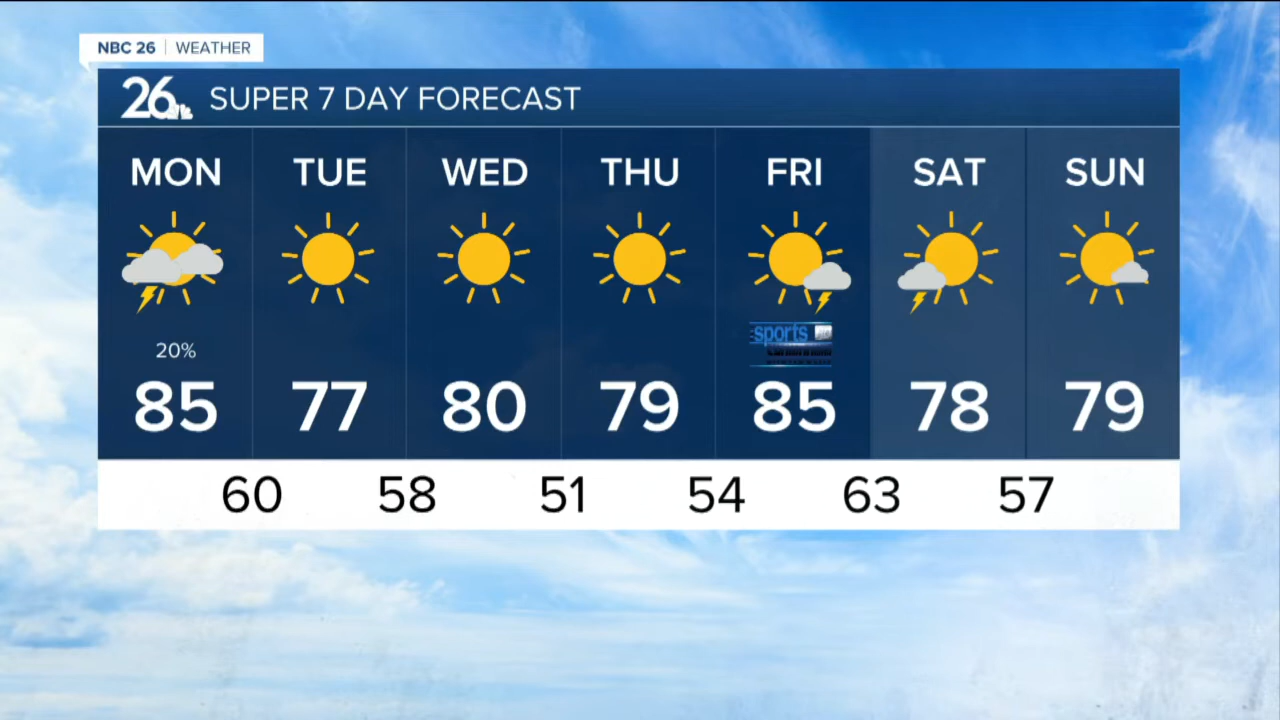 NBC 26 | WEATHER
26 SUPER 7 DAY FORECAST
MON TUE WED THU FRI SAT SUN
sports
20%
85 77 80 79 85 78 79
60 58 51 54 63 57